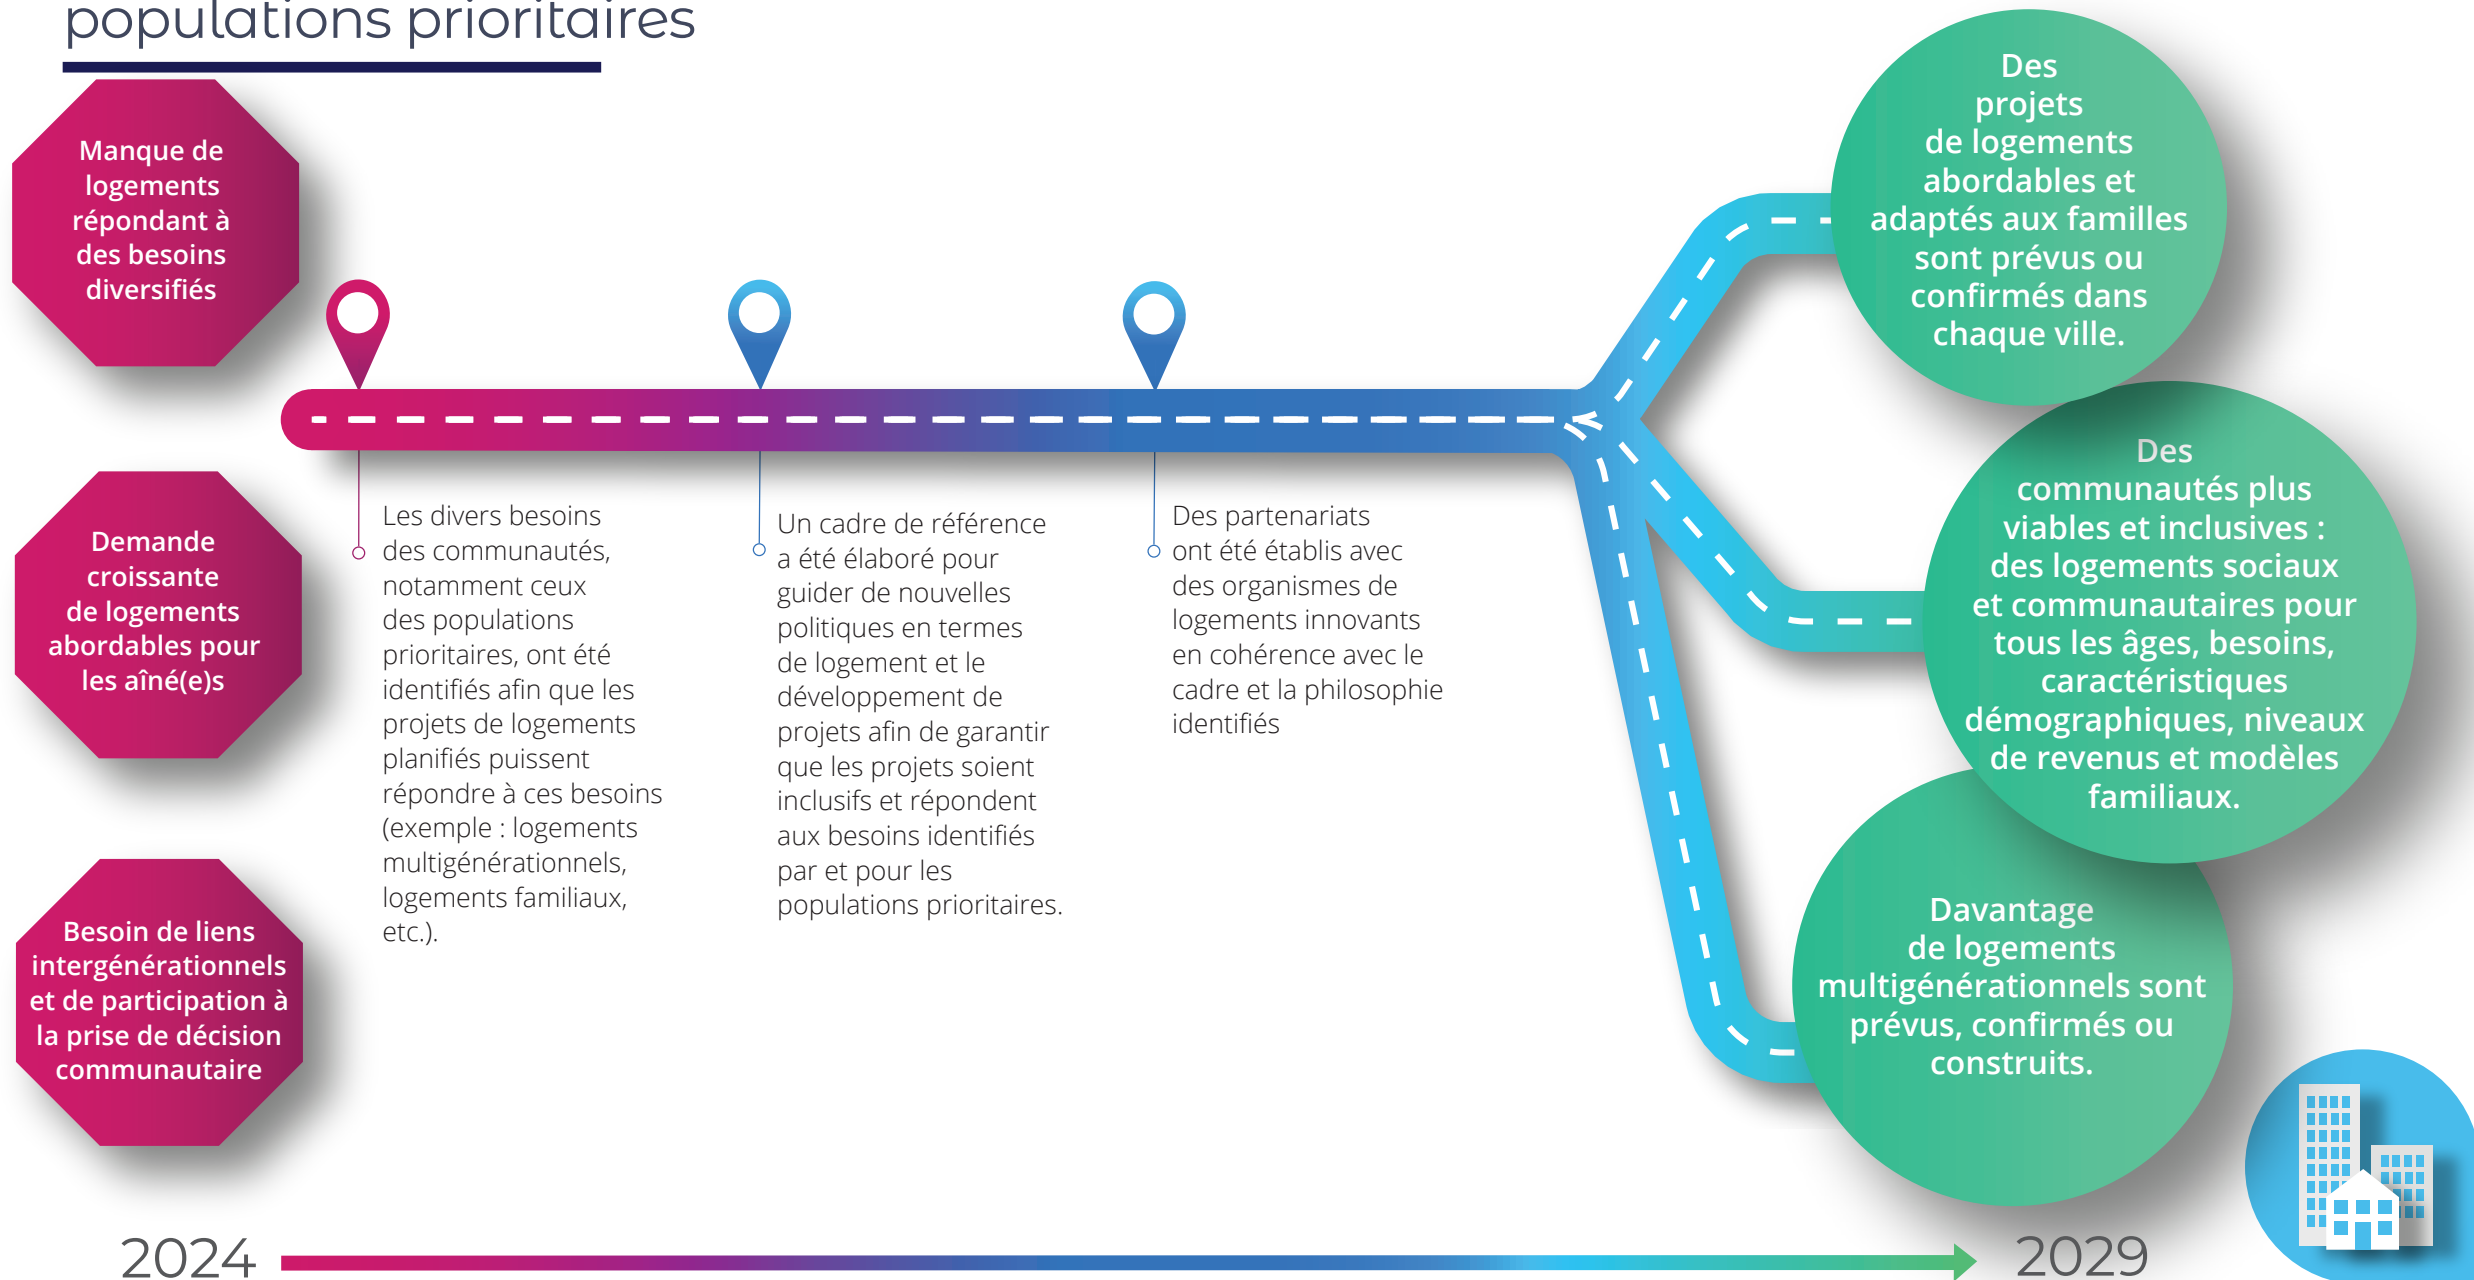 populations prioritaires
Manque de
logements
répondant à
des besoins
diversifiés
Demande
croissante
de logements
abordables pour
les aîné(e)s
Besoin de liens
intergénérationnels
et de participation à
la prise de décision
communautaire
Les divers besoins
des communautés,
notamment ceux
des populations
prioritaires, ont été
identifiés afin que les
projets de logements
planifiés puissent
répondre à ces besoins
(exemple : logements
multigénérationnels,
logements familiaux,
etc.).
Un cadre de référence
a été élaboré pour
guider de nouvelles
politiques en termes
de logement et le
développement de
projets afin de garantir
que les projets soient
inclusifs et répondent
aux besoins identifiés
par et pour les
populations prioritaires.
Des partenariats
ont été établis avec
des organismes de
logements innovants
en cohérence avec le
cadre et la philosophie
identifiés
Des
projets
de logements
abordables et
adaptés aux familles
sont prévus ou
confirmés dans
chaque ville.
Des
communautés plus
viables et inclusives :
des logements sociaux
et communautaires pour
tous les âges, besoins,
caractéristiques
démographiques, niveaux
de revenus et modèles
familiaux.
Davantage
de logements
multigénérationnels sont
prévus, confirmés ou
construits.
2024
2029